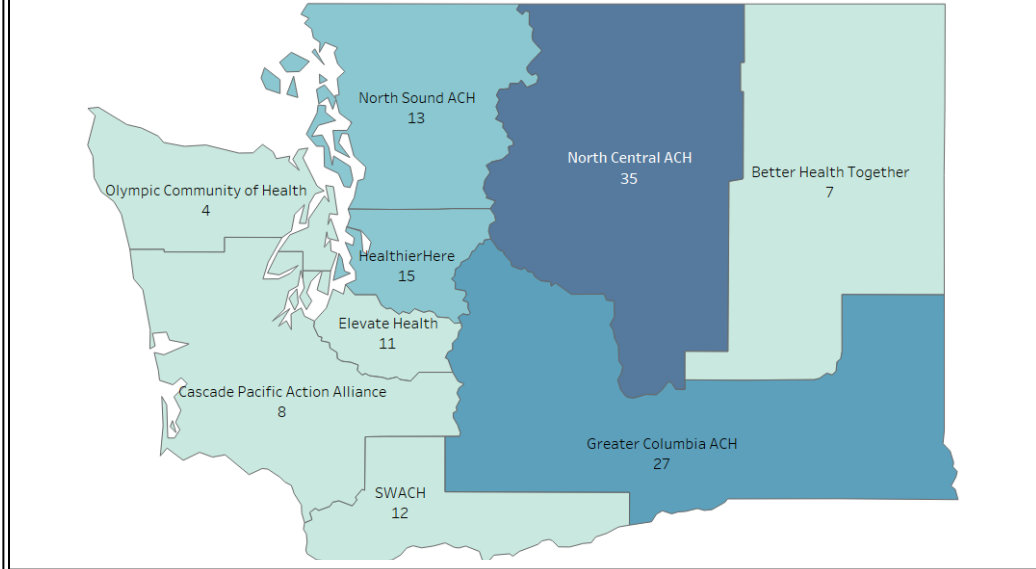 North Sound ACH
13
North Central ACH
35
Better Health Together
7
Olympic Community of Health
4
HealthierHere
15
Elevate Health
11
Cascade Pacific Action Alliance
8
Greater Columbia ACH
27
SWACH
12